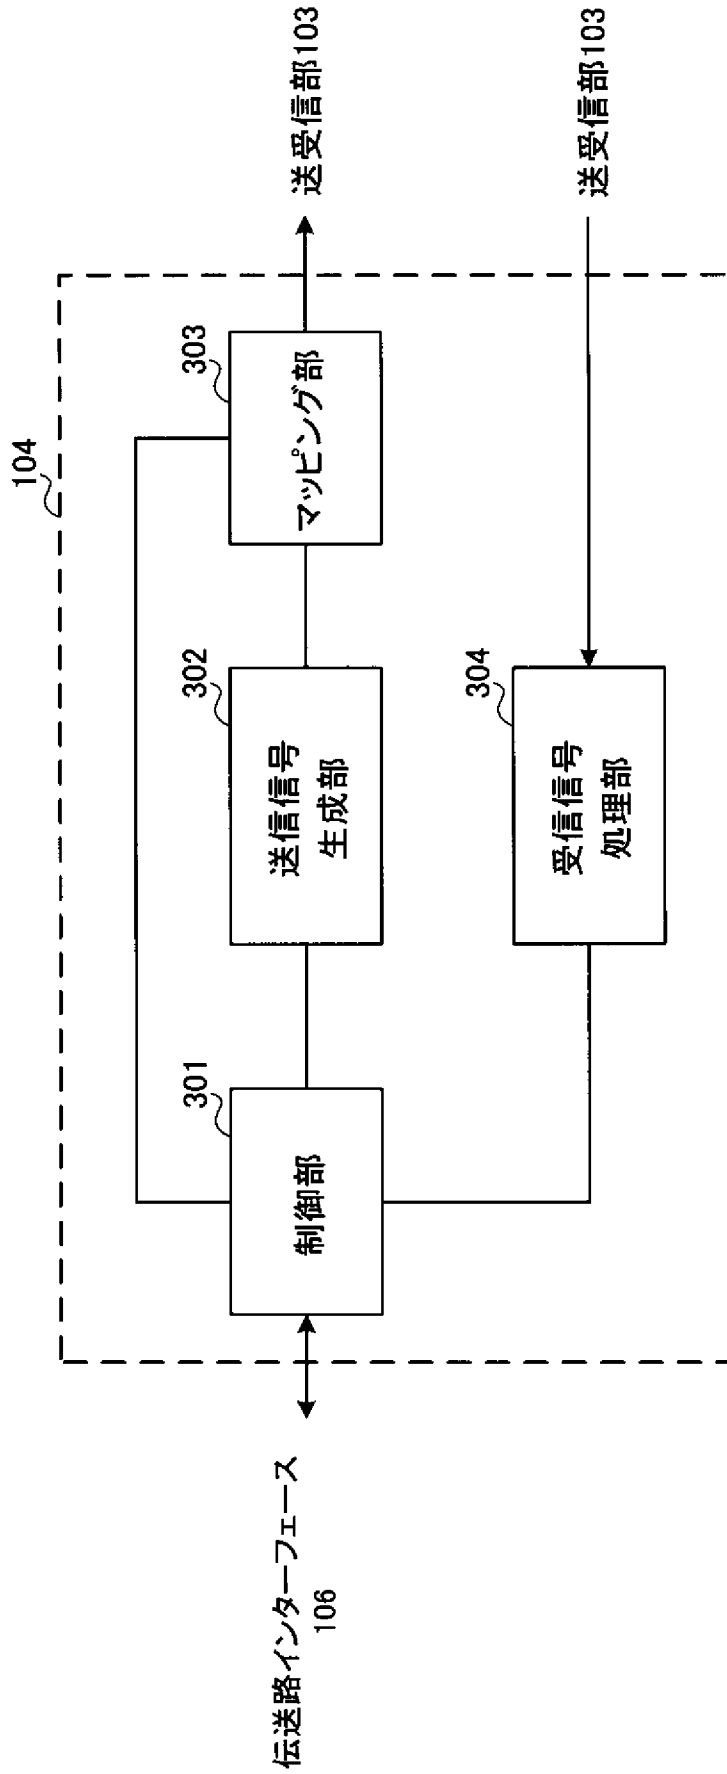 104
伝送路インターフェース
106
301
制御部
302
送信信号
生成部
303
マッピング部
送受信部103
304
受信信号
処理部
送受信部103